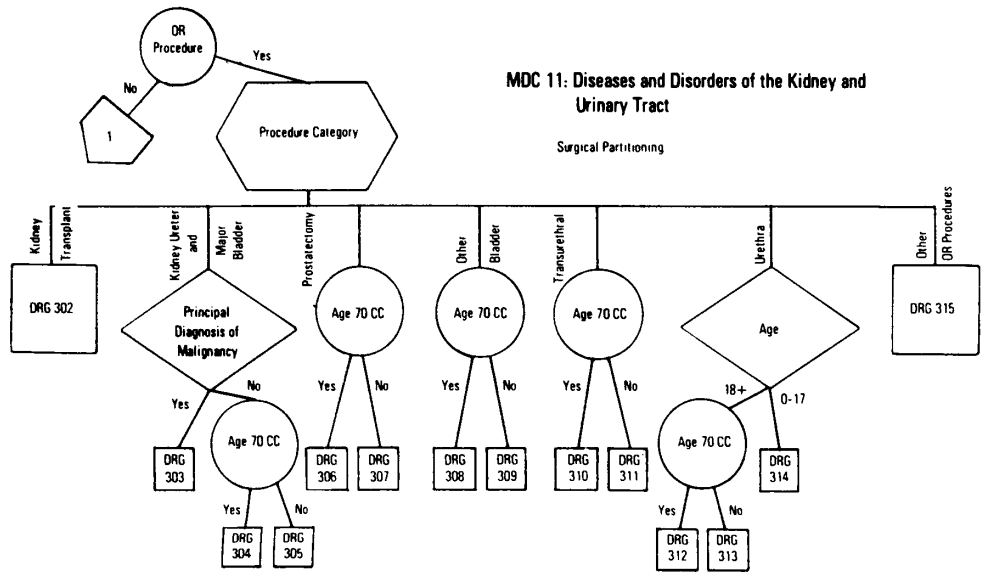 OR
Procedure
Yes
No
1
Procedure Category
MDC 11: Diseases and Disorders of the Kidney and
Urinary Tract
Surgical Partitioning
Kidney
Transplant
Kidney Ureter
and
Major
Bladder
Prostatectomy
Other
Bladder
Transurethral
Urethra
Other
OR Procedures
DRG 302
Principal
Diagnosis of
Malignancy
Age 70 CC
Age 70 CC
Age 70 CC
Age
DRG 315
Yes
No
Yes
No
Yes
No
Yes
No
18+
0-17
DRG
303
Age 70 CC
DRG
306
DRG
307
DRG
308
DRG
309
DRG
310
DRG
311
Age 70 CC
DRG
314
Yes
No
Yes
No
DRG
304
DRG
305
DRG
312
DRG
313